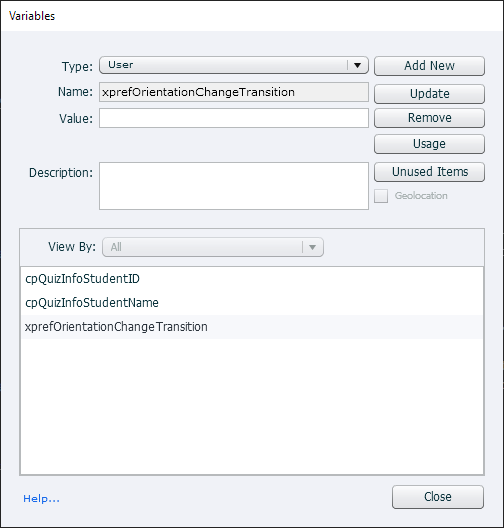 Variables
Type: User Add New
Name: xprefOrientationChangeTransition Update
Value: Remove
Usage
Description: Unused Items
Geolocation
View By: All
cpQuizInfoStudentID
cpQuizInfoStudentName
xprefOrientationChangeTransition
Help... Close